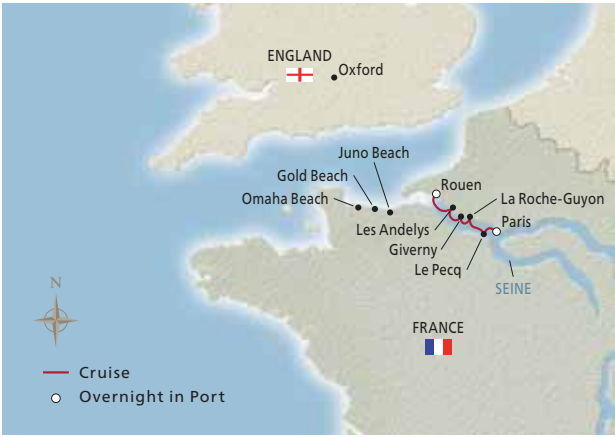 ENGLAND
Oxford
Juno Beach
Gold Beach
Omaha Beach
Rouen
La Roche-Guyon
Les Andelys
Paris
Giverny
Le Pecq
SEINE
N
FRANCE
Cruise
Overnight in Port